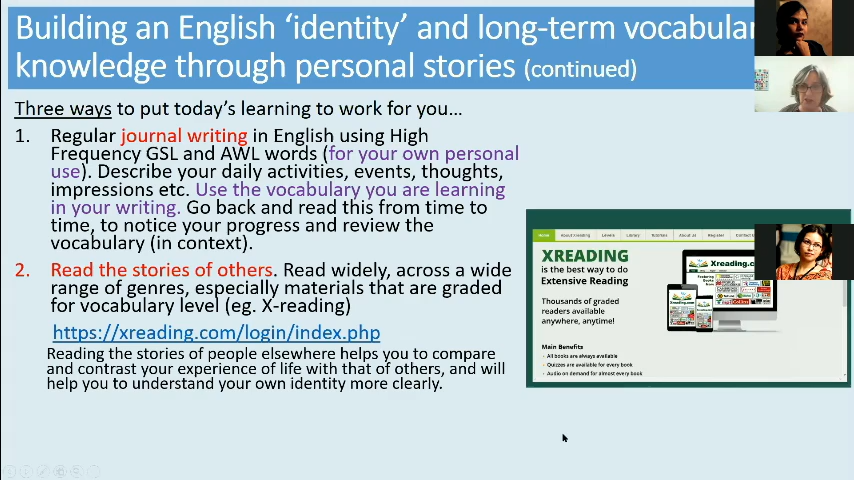 Building an English ‘identity’ and long-term vocabula
knowledge through personal stories (continued)
Three ways to put today’s learning to work for you…
1. Regular journal writing in English using High
Frequency GSL and AWL words (for your own personal
use). Describe your daily activities, events, thoughts,
impressions etc. Use the vocabulary you are learning
in your writing. Go back and read this from time to
time, to notice your progress and review the
vocabulary (in context).
2. Read the stories of others. Read widely, across a wide
range of genres, especially materials that are graded
for vocabulary level (eg. X-reading)
https://xreading.com/login/index.php
Reading the stories of people elsewhere helps you to compare
and contrast your experience of life with that of others, and will
help you to understand your own identity more clearly.
Home About Xreading Levels Library Tutorials About us Register
XREADING
is the best way to do
Extensive Reading
Thousands of graded
readers available
anywhere, anytime!
Main Benefits
All books are always available
Quizzes are available for every book
Audio on demand for almost every book
Xreading.com